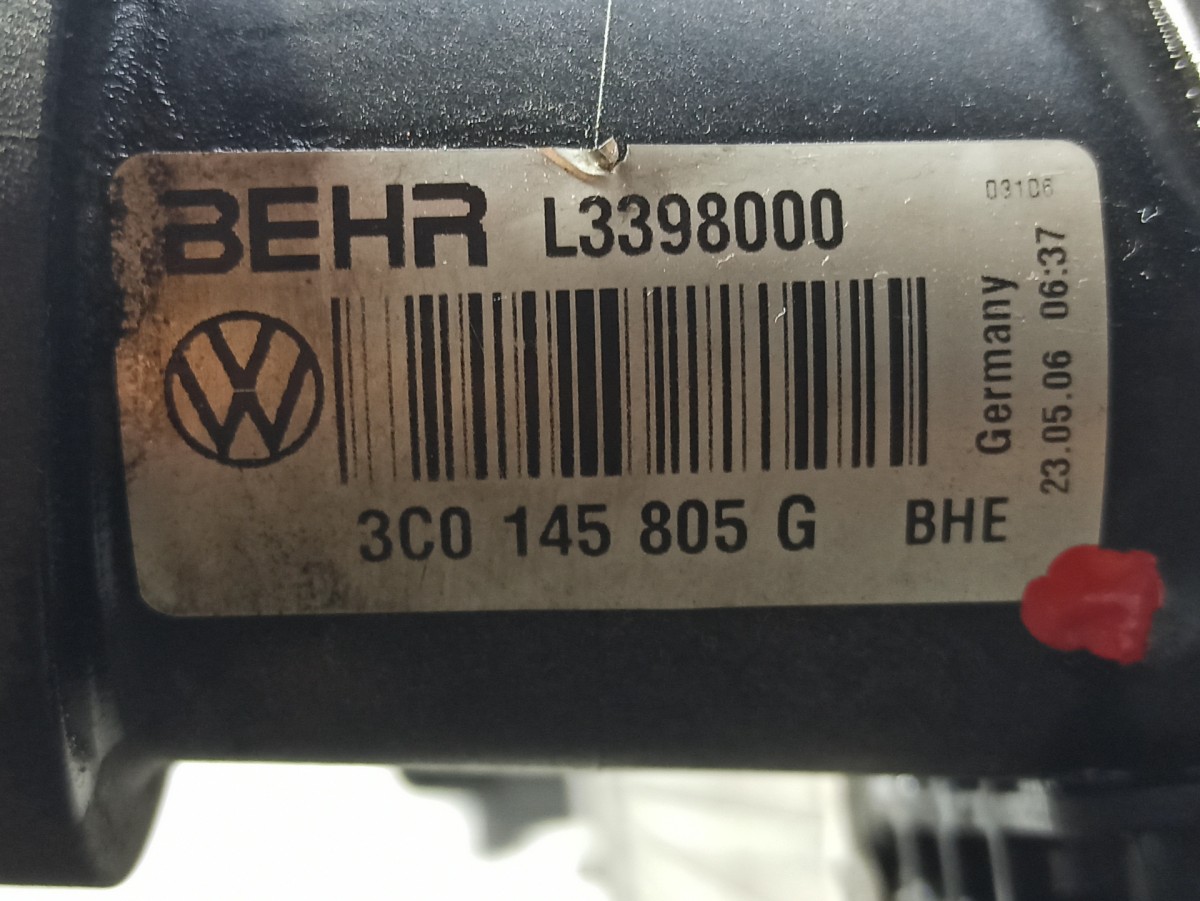 BEHR L3398000
03106
3C0 145 805 G BHE
Germany
23.05.06 06:37